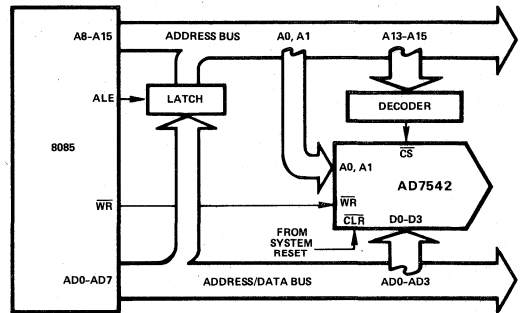 A8–A15
ADDRESS BUS
A0, A1
A13–A15
ALE
LATCH
DECODER
8085
CS
A0, A1
AD7542
WR
WR
CLR
D0–D3
FROM
SYSTEM
RESET
AD0–AD7
ADDRESS/DATA BUS
AD0–AD3